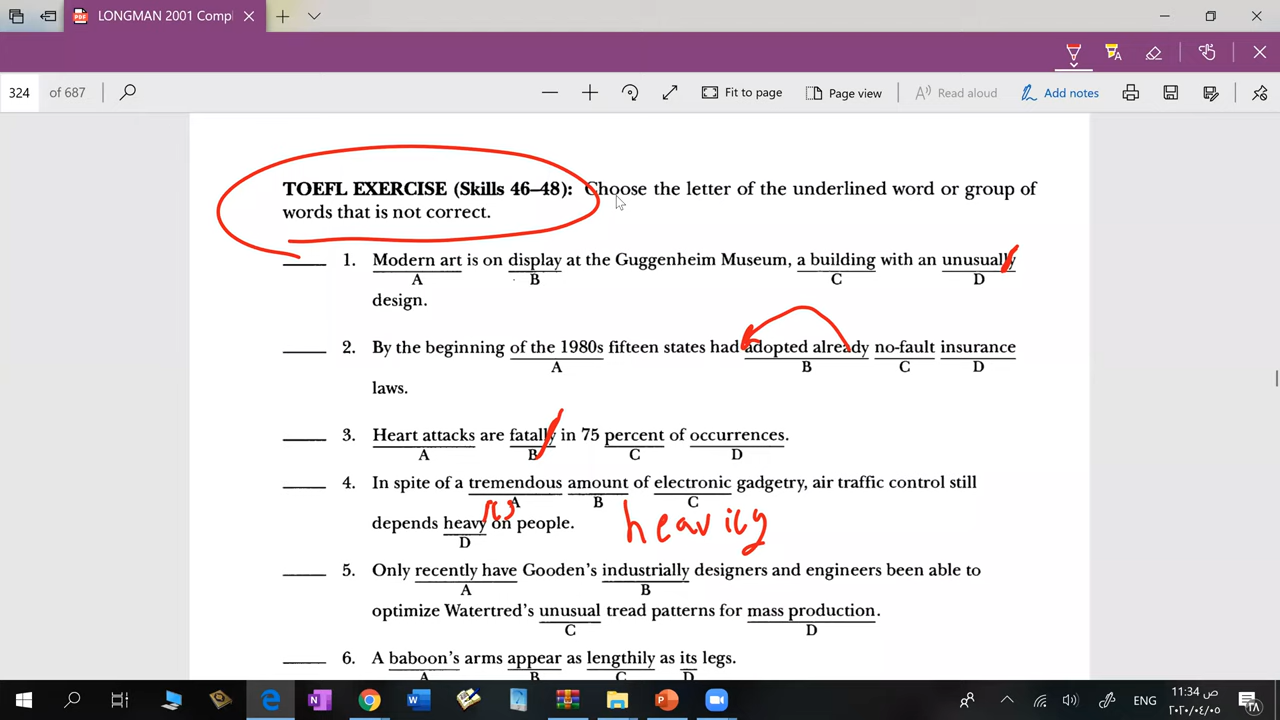 LONGMAN 2001 Compl
324 of 687
Fit to page
Page view
Read aloud
Add notes
TOEFL EXERCISE (Skills 46–48): Choose the letter of the underlined word or group of
words that is not correct.
1. Modern art is on display at the Guggenheim Museum, a building with an unusually
A B C D
design.
2. By the beginning of the 1980s fifteen states had adopted already no-fault insurance
A B C D
laws.
3. Heart attacks are fatally in 75 percent of occurrences.
A B C D
4. In spite of a tremendous amount of electronic gadgetry, air traffic control still
A B C
depends heavy on people.
D
heavily
5. Only recently have Gooden's industrially designers and engineers been able to
A B
optimize Watertred's unusual tread patterns for mass production.
C D
6. A baboon's arms appear as lengthily as its legs.
A B C D
ENG
11:34 ص
٢٠٢٠/٠٤/٠٥